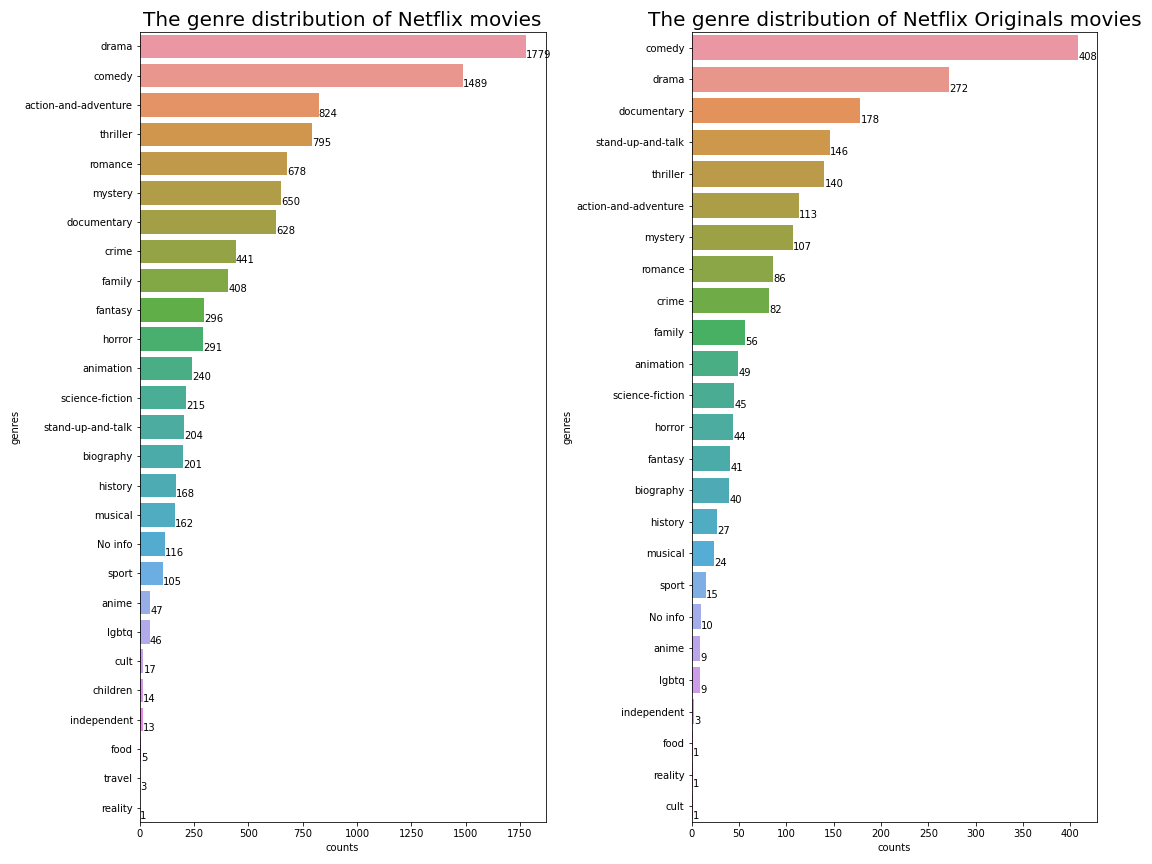 The genre distribution of Netflix movies
drama 1779
comedy 1489
action-and-adventure 824
thriller 795
romance 678
mystery 650
documentary 628
crime 441
family 408
fantasy 296
horror 291
animation 240
science-fiction 215
stand-up-and-talk 204
biography 201
history 168
musical 162
No info 116
sport 105
anime 47
lgbtq 46
cult 17
children 14
independent 13
food 5
travel 3
reality 1
genres
0 250 500 750 1000 1250 1500 1750
counts
The genre distribution of Netflix Originals movies
comedy 408
drama 272
documentary 178
stand-up-and-talk 146
thriller 140
action-and-adventure 113
mystery 107
romance 86
crime 82
family 56
animation 49
science-fiction 45
horror 44
fantasy 41
biography 40
history 27
musical 24
sport 15
No info 10
anime 9
lgbtq 9
independent 3
food 1
reality 1
cult 1
genres
0 50 100 150 200 250 300 350 400
counts